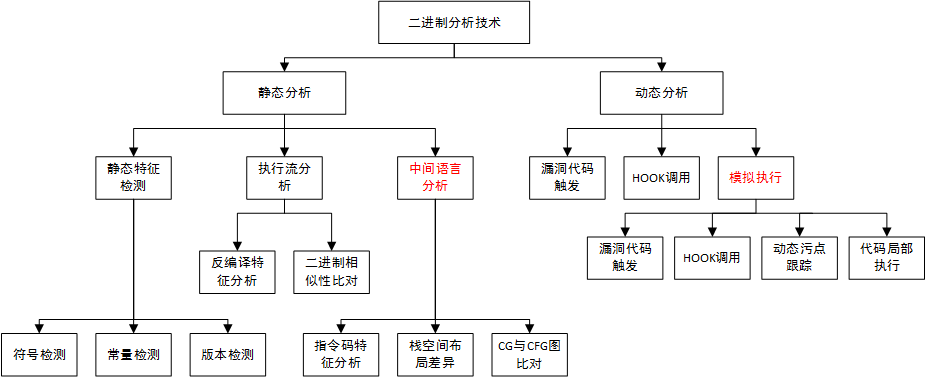 二进制分析技术
静态分析
动态分析
静态特征
检测
执行流分
析
中间语言
分析
漏洞代码
触发
HOOK调用
模拟执行
反编译特
征分析
二进制相
似性比对
漏洞代码
触发
HOOK调用
动态污点
跟踪
代码局部
执行
符号检测
常量检测
版本检测
指令码特
征分析
栈空间布
局差异
CG与CFG图
比对